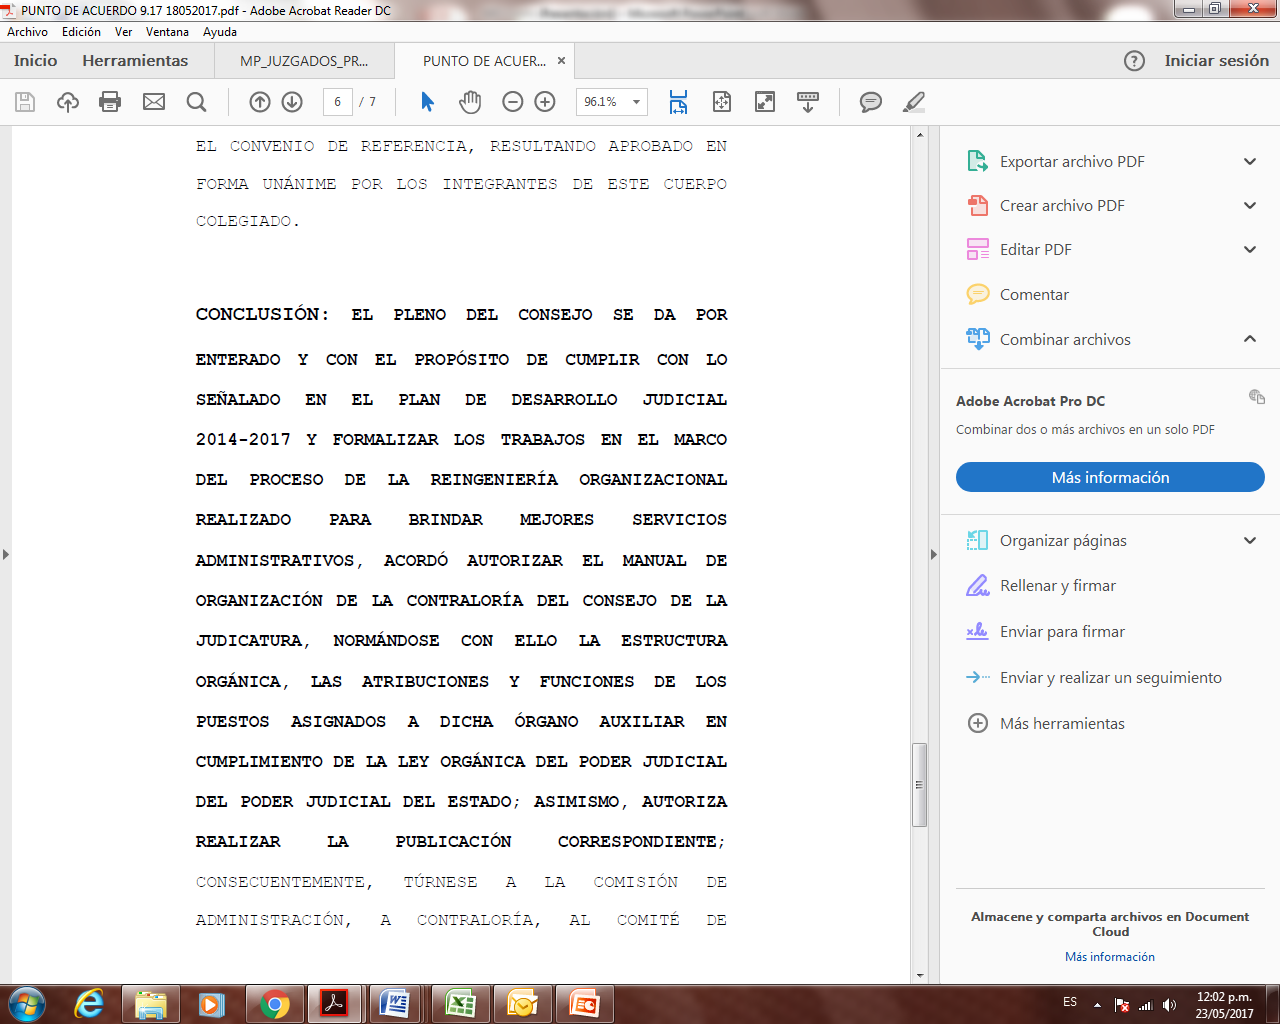 PUNTO DE ACUERDO 9.17 18052017.pdf - Adobe Acrobat Reader DC
Archivo Edición Ver Ventana Ayuda
Inicio Herramientas MP_JUZGADOS_PR... PUNTO DE ACUER... × ? Iniciar sesión
6 / 7 96.1%
EL CONVENIO DE REFERENCIA, RESULTANDO APROBADO EN
FORMA UNÁNIME POR LOS INTEGRANTES DE ESTE CUERPO
COLEGIADO.
CONCLUSIÓN: EL PLENO DEL CONSEJO SE DA POR
ENTERADO Y CON EL PROPÓSITO DE CUMPLIR CON LO
SEÑALADO EN EL PLAN DE DESARROLLO JUDICIAL
2014-2017 Y FORMALIZAR LOS TRABAJOS EN EL MARCO
DEL PROCESO DE LA REINGENIERÍA ORGANIZACIONAL
REALIZADO PARA BRINDAR MEJORES SERVICIOS
ADMINISTRATIVOS, ACORDÓ AUTORIZAR EL MANUAL DE
ORGANIZACIÓN DE LA CONTRALORÍA DEL CONSEJO DE LA
JUDICATURA, NORMÁNDOSE CON ELLO LA ESTRUCTURA
ORGÁNICA, LAS ATRIBUCIONES Y FUNCIONES DE LOS
PUESTOS ASIGNADOS A DICHA ÓRGANO AUXILIAR EN
CUMPLIMIENTO DE LA LEY ORGÁNICA DEL PODER JUDICIAL
DEL PODER JUDICIAL DEL ESTADO; ASIMISMO, AUTORIZA
REALIZAR LA PUBLICACIÓN CORRESPONDIENTE;
CONSECUENTEMENTE, TÚRNESE A LA COMISIÓN DE
ADMINISTRACIÓN, A CONTRALORÍA, AL COMITÉ DE
Exportar archivo PDF
Crear archivo PDF
Editar PDF
Comentar
Combinar archivos
Adobe Acrobat Pro DC
Combinar dos o más archivos en un solo PDF
Más información
Organizar páginas
Rellenar y firmar
Enviar para firmar
Enviar y realizar un seguimiento
Más herramientas
Almacene y comparta archivos en Document
Cloud
Más información
ES
12:02 p.m.
23/05/2017